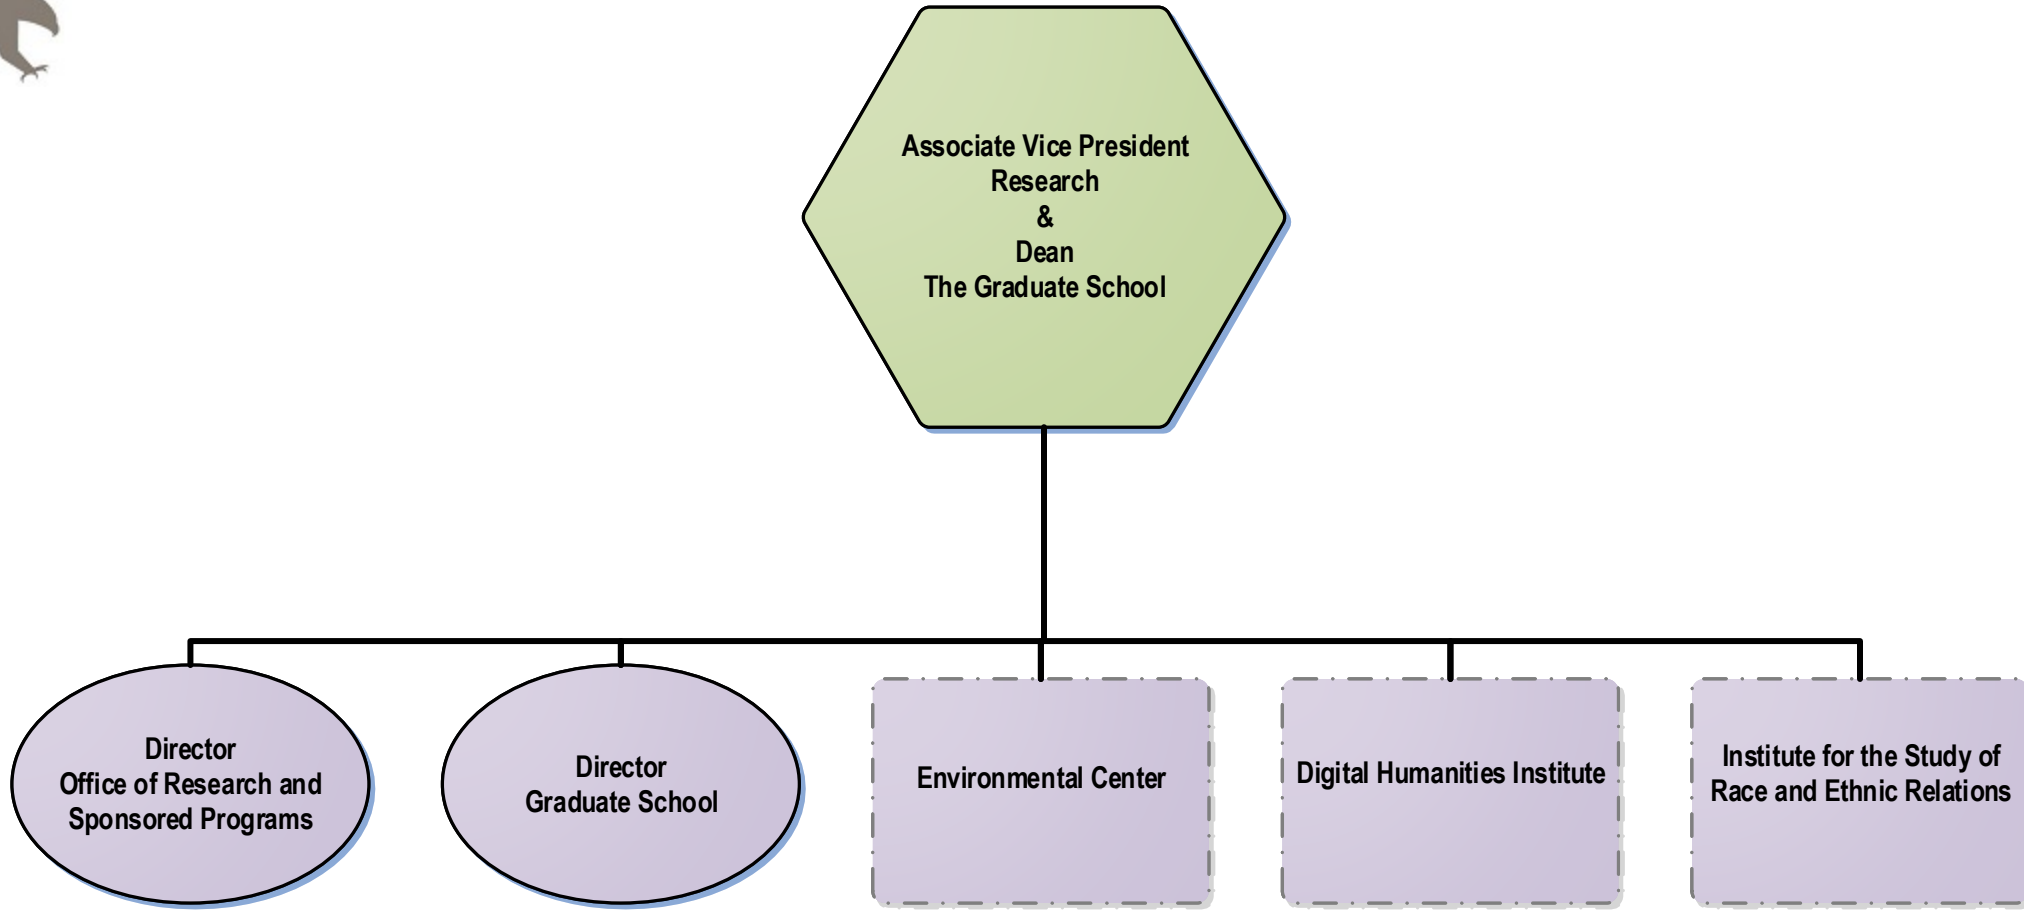 Associate Vice President
Research
&
Dean
The Graduate School
Director
Office of Research and
Sponsored Programs
Director
Graduate School
Environmental Center
Digital Humanities Institute
Institute for the Study of
Race and Ethnic Relations